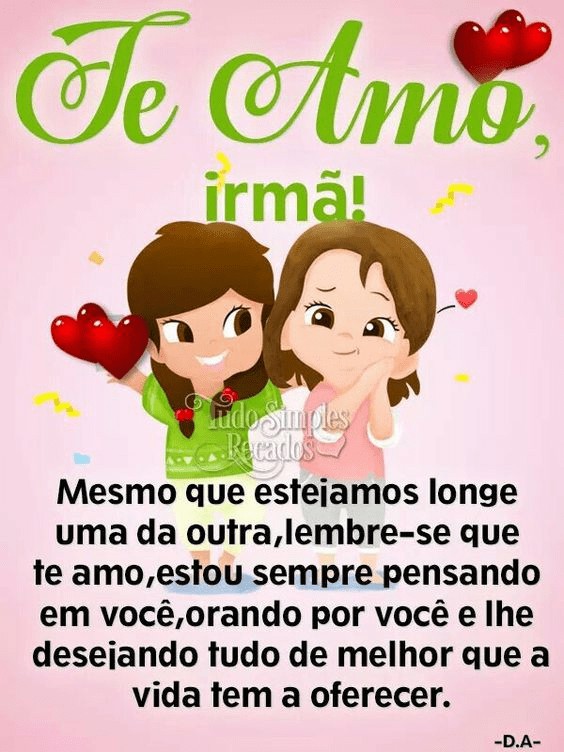 Te Amo,
irmã!
Tudo Simples
Recados
Mesmo que estejamos longe
uma da outra,lembre-se que
te amo,estou sempre pensando
em você,orando por você e lhe
desejando tudo de melhor que a
vida tem a oferecer.
-D.A-